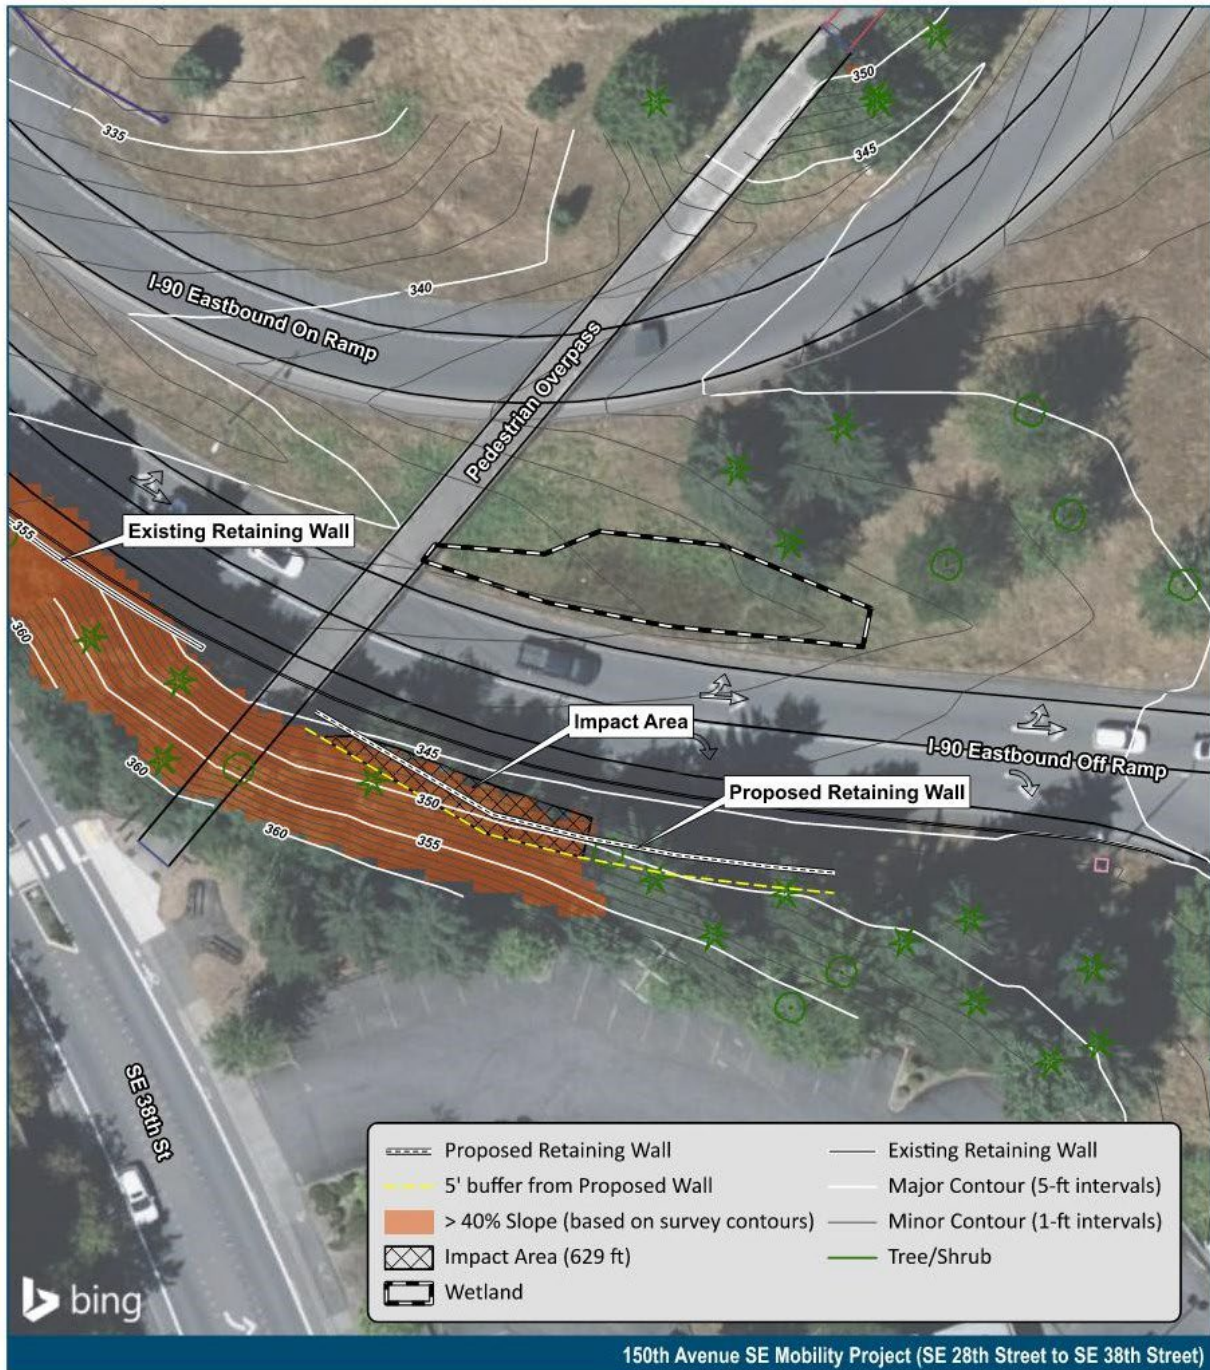 350
335
345
340
I-90 Eastbound On Ramp
Pedestrian Overpass
Existing Retaining Wall
355
360
Impact Area
345
I-90 Eastbound Off Ramp
360
350
Proposed Retaining Wall
360
355
SE 38th St
Proposed Retaining Wall
5' buffer from Proposed Wall
> 40% Slope (based on survey contours)
Impact Area (629 ft)
Wetland
Existing Retaining Wall
Major Contour (5-ft intervals)
Minor Contour (1-ft intervals)
Tree/Shrub
bing
150th Avenue SE Mobility Project (SE 28th Street to SE 38th Street)